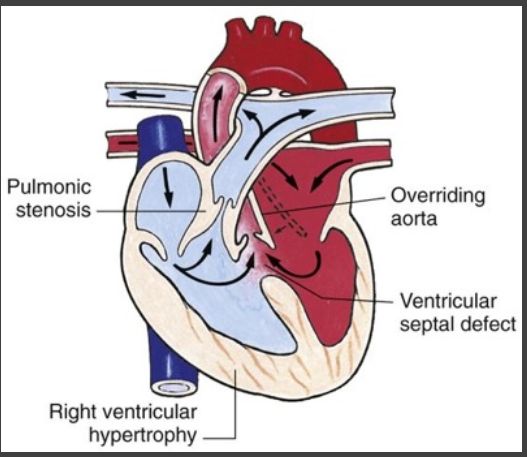 Pulmonic
stenosis
Overriding
aorta
Ventricular
septal defect
Right ventricular
hypertrophy